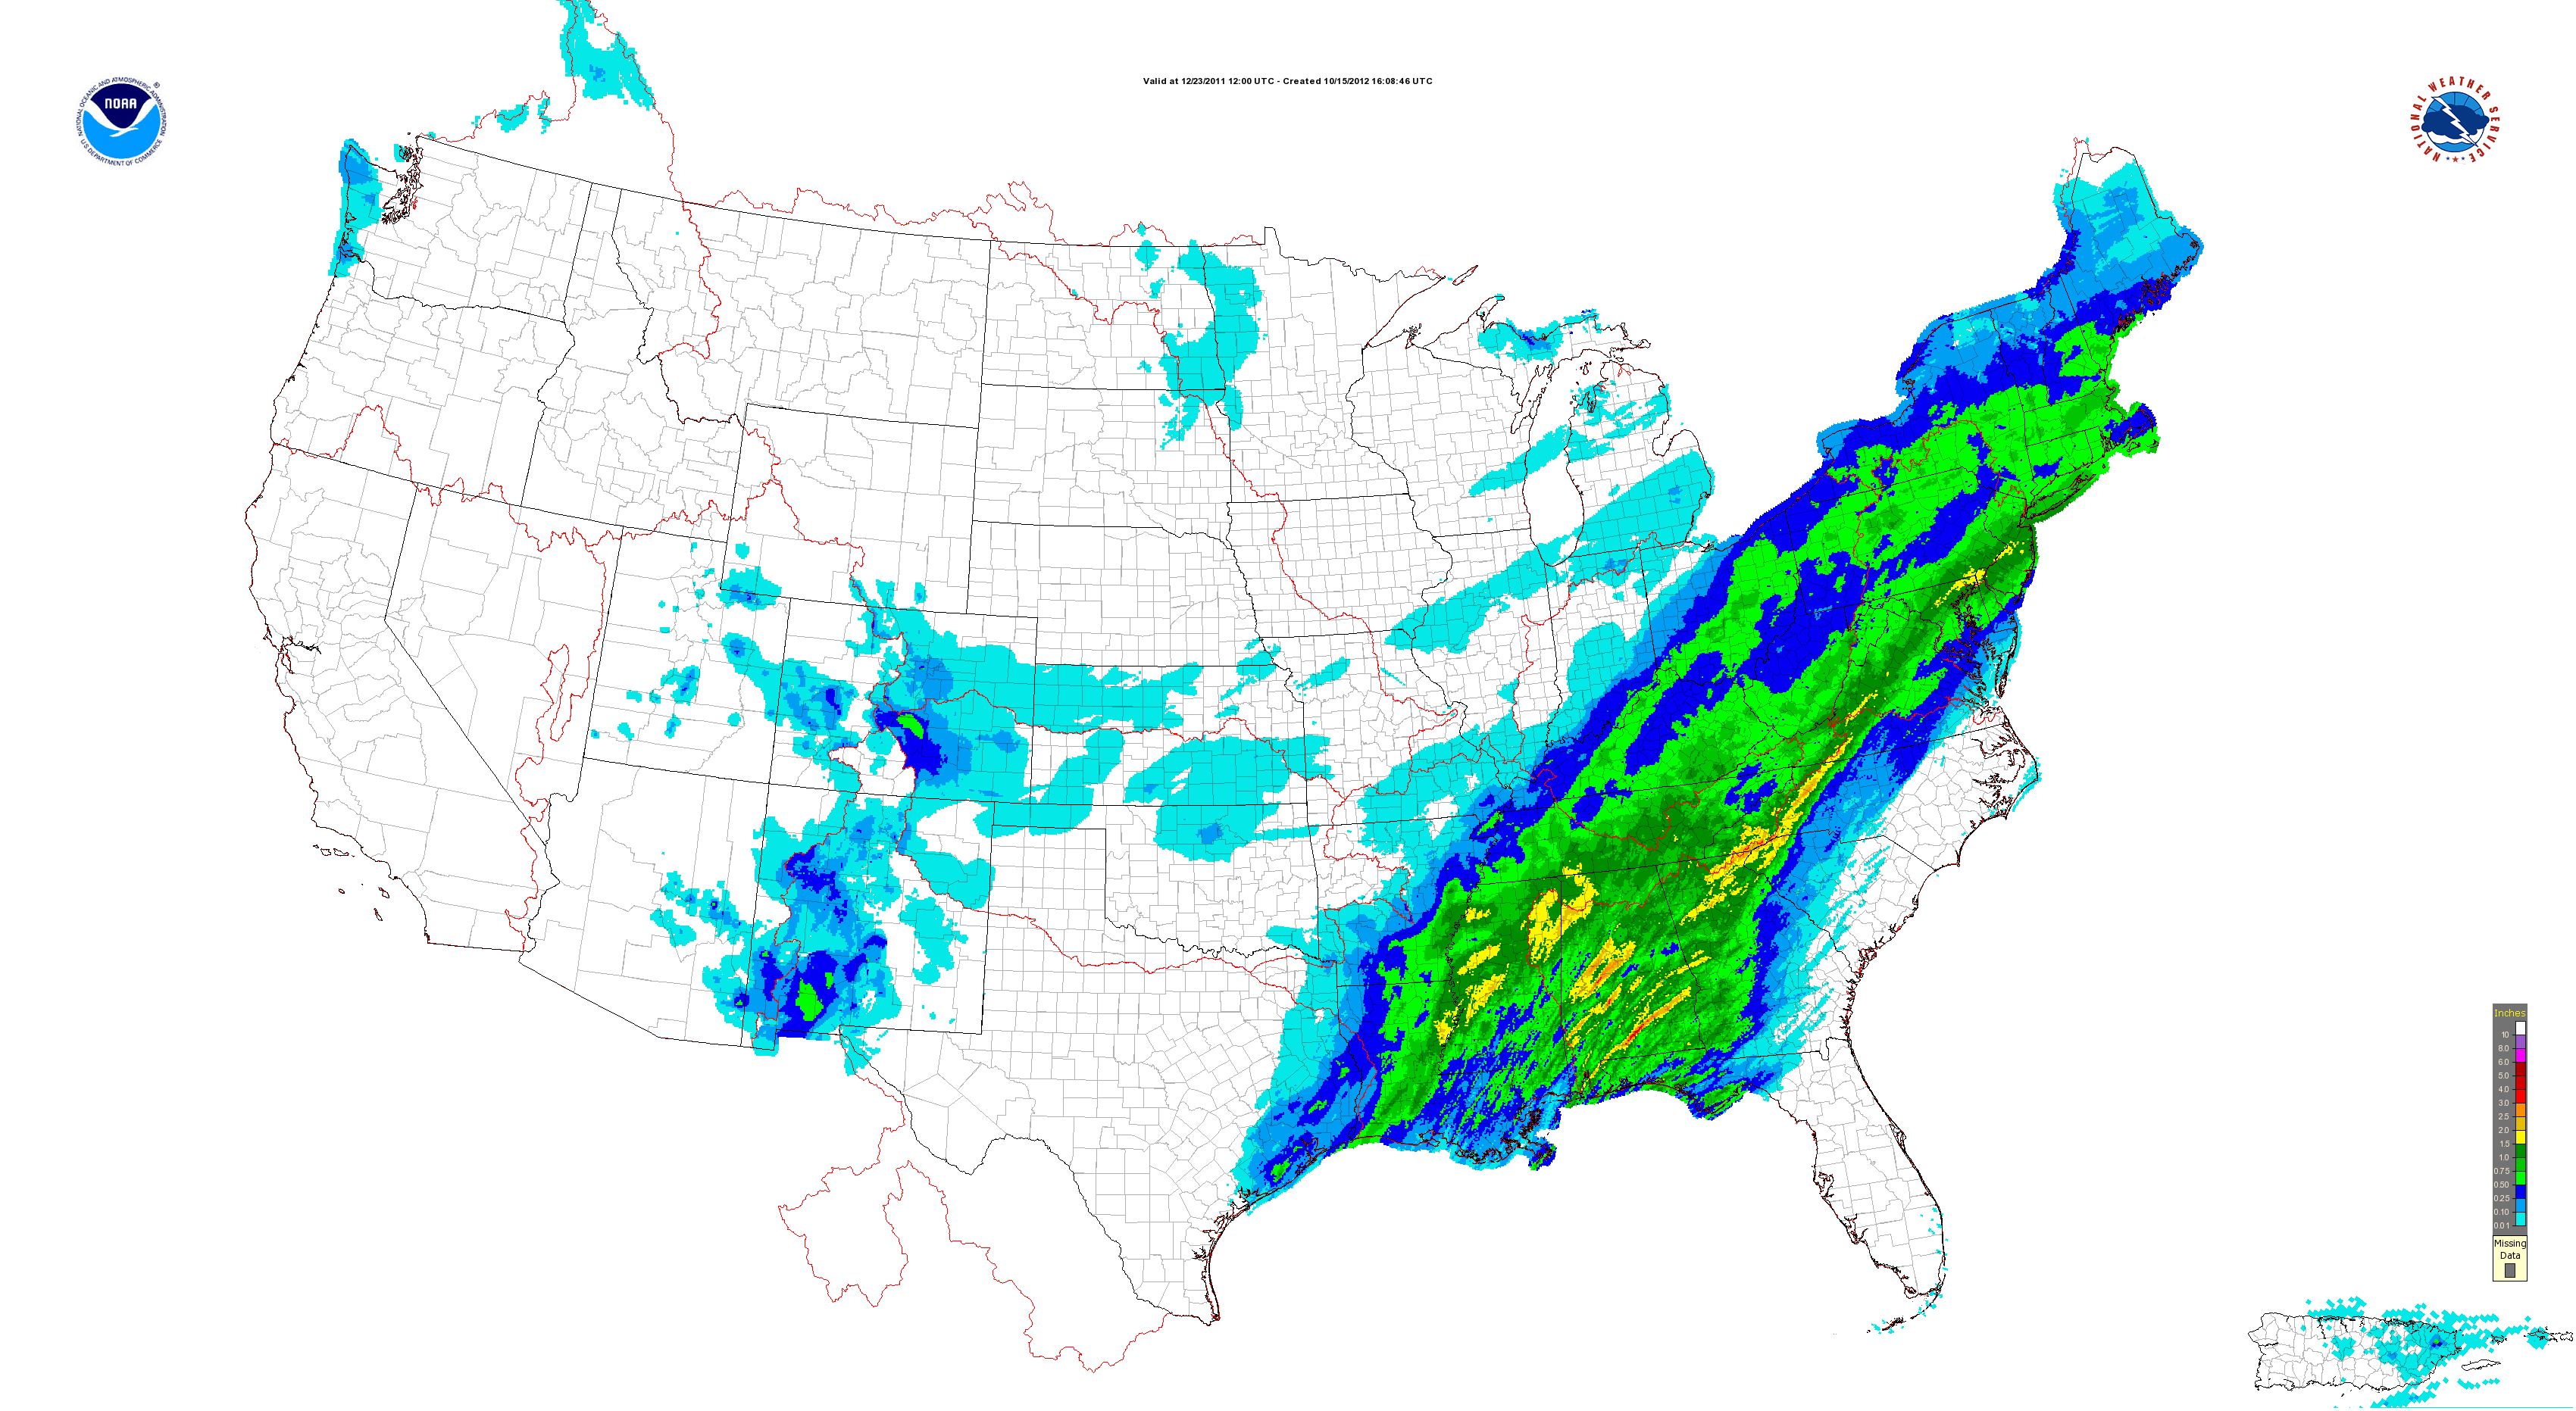 Valid at 12/23/2011 12:00 UTC - Created 10/15/2012 16:08:46 UTC
NATIONAL OCEANIC AND ATMOSPHERIC ADMINISTRATION
NOAA
U.S. DEPARTMENT OF COMMERCE
®
NATIONAL WEATHER SERVICE
Inches
10
8.0
6.0
5.0
4.0
3.0
2.5
2.0
1.5
1.0
0.75
0.50
0.25
0.10
0.01
Missing
Data